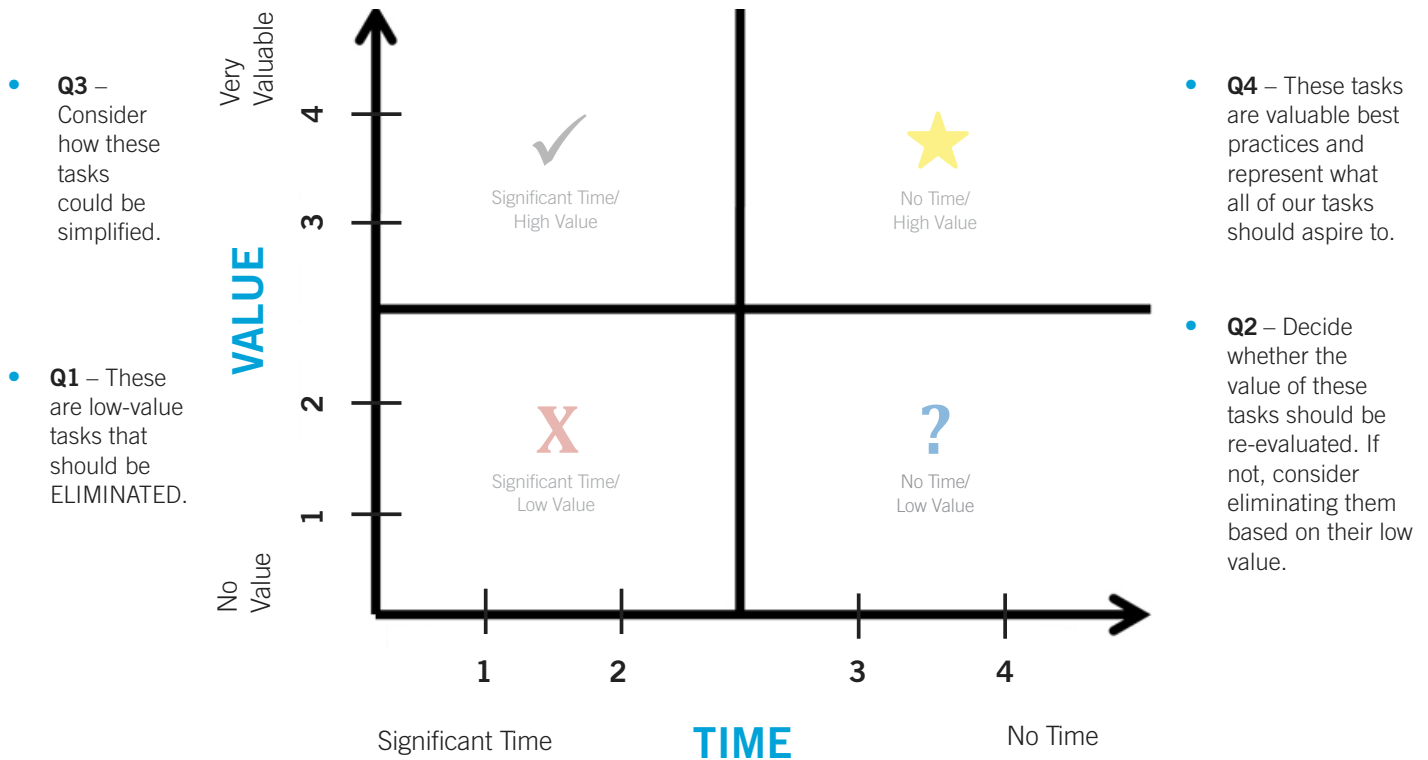 Q3 –
Consider
how these
tasks
could be
simplified.
Q1 – These
are low-value
tasks that
should be
ELIMINATED.
Very
Valuable
VALUE
No
Value
4
3
2
1
Significant Time/
High Value
No Time/
High Value
X
Significant Time/
Low Value
?
No Time/
Low Value
1
2
3
4
Significant Time
TIME
No Time
Q4 – These tasks
are valuable best
practices and
represent what
all of our tasks
should aspire to.
Q2 – Decide
whether the
value of these
tasks should be
re-evaluated. If
not, consider
eliminating them
based on their low
value.